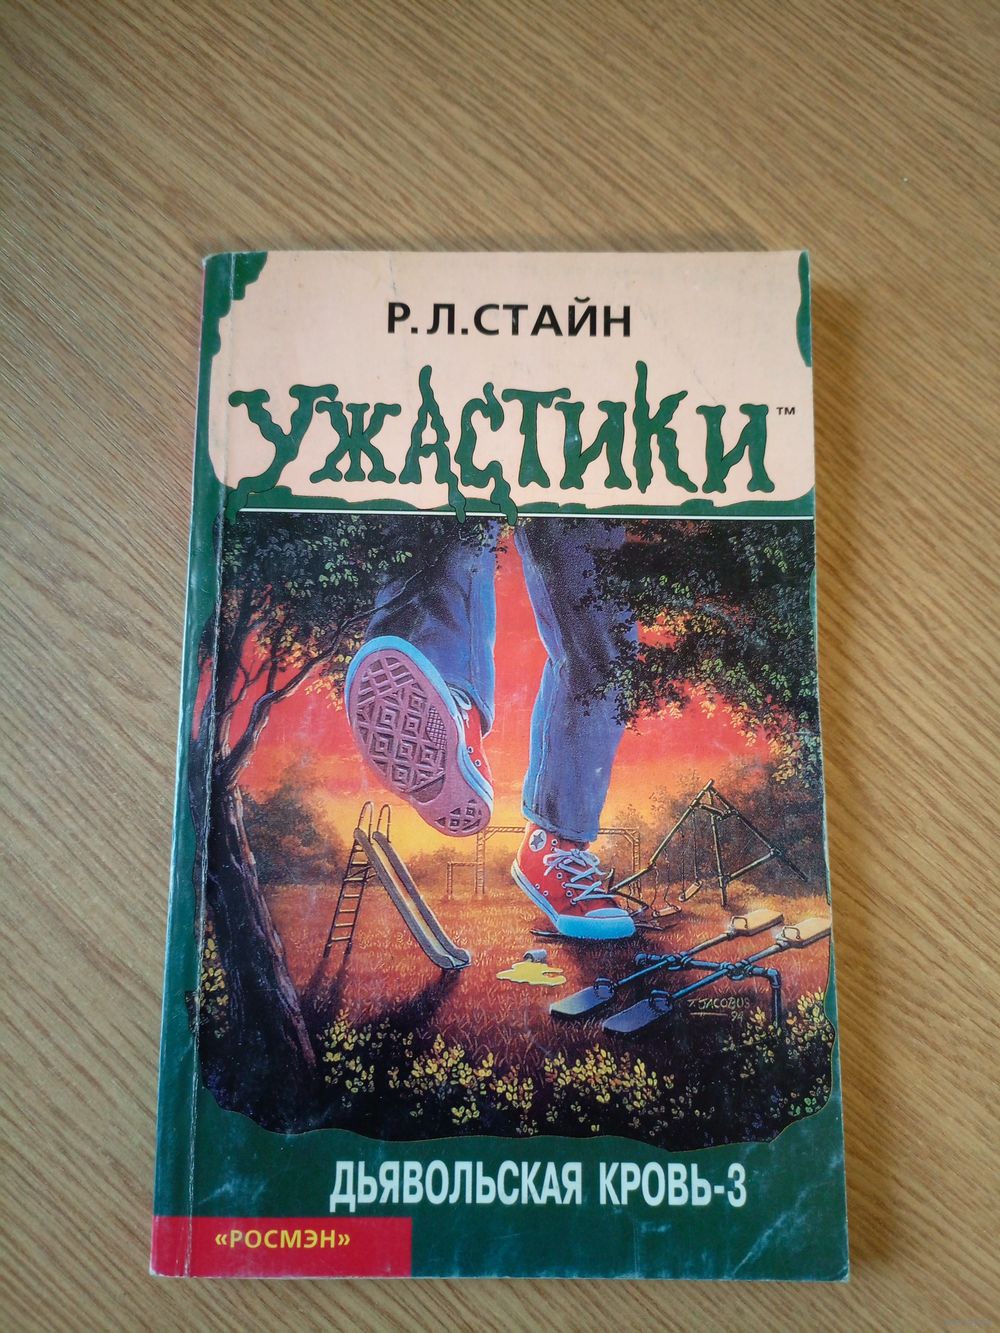 Р. Л. СТАЙН
УЖАСТИКИ™
T. JACOBUS
94
ДЬЯВОЛЬСКАЯ КРОВЬ-3
«РОСМЭН»